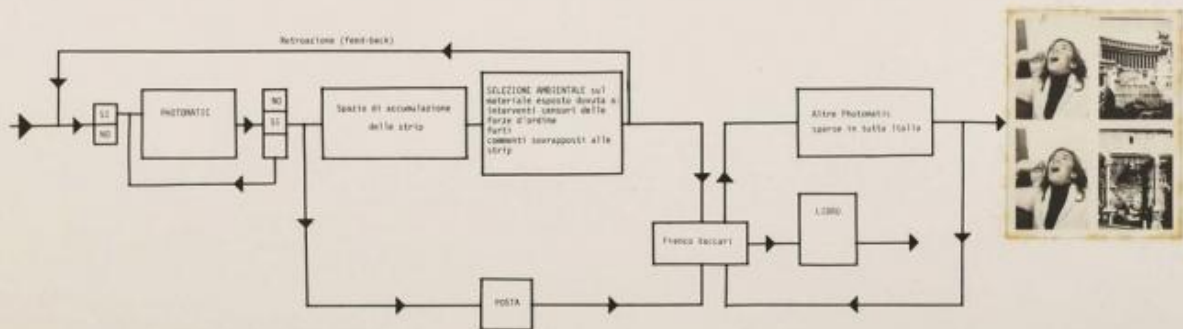 Retroazione (feed-back)
SI
NO
PHOTOMATIC
NO
SI
Spazio di accumulazione
delle strip
SELEZIONE AMBIENTALE sul
materiale esposto dovuta a:
interventi censori delle
forze d'ordine
furti
commenti sovrapposti alle
strip
Altre Photomatic
sparse in tutta Italia
Franco Vaccari
LIBRO
POSTA